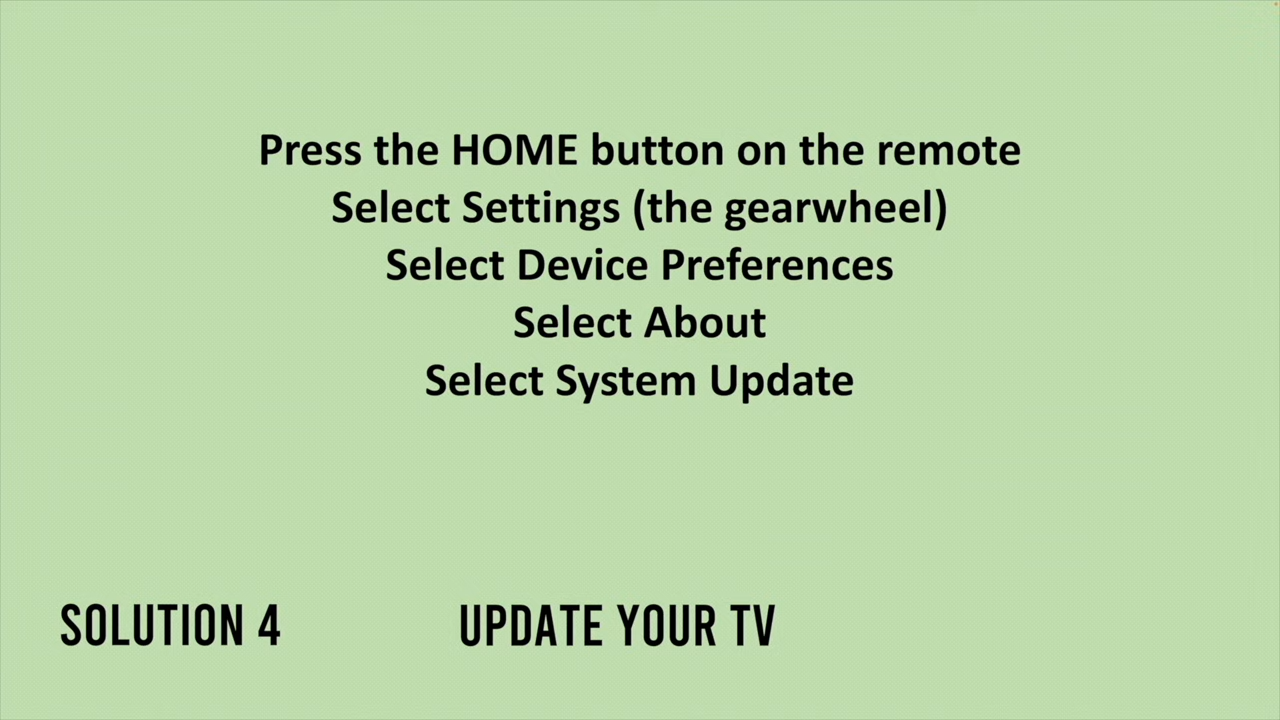 Press the HOME button on the remote
Select Settings (the gearwheel)
Select Device Preferences
Select About
Select System Update
SOLUTION 4
UPDATE YOUR TV